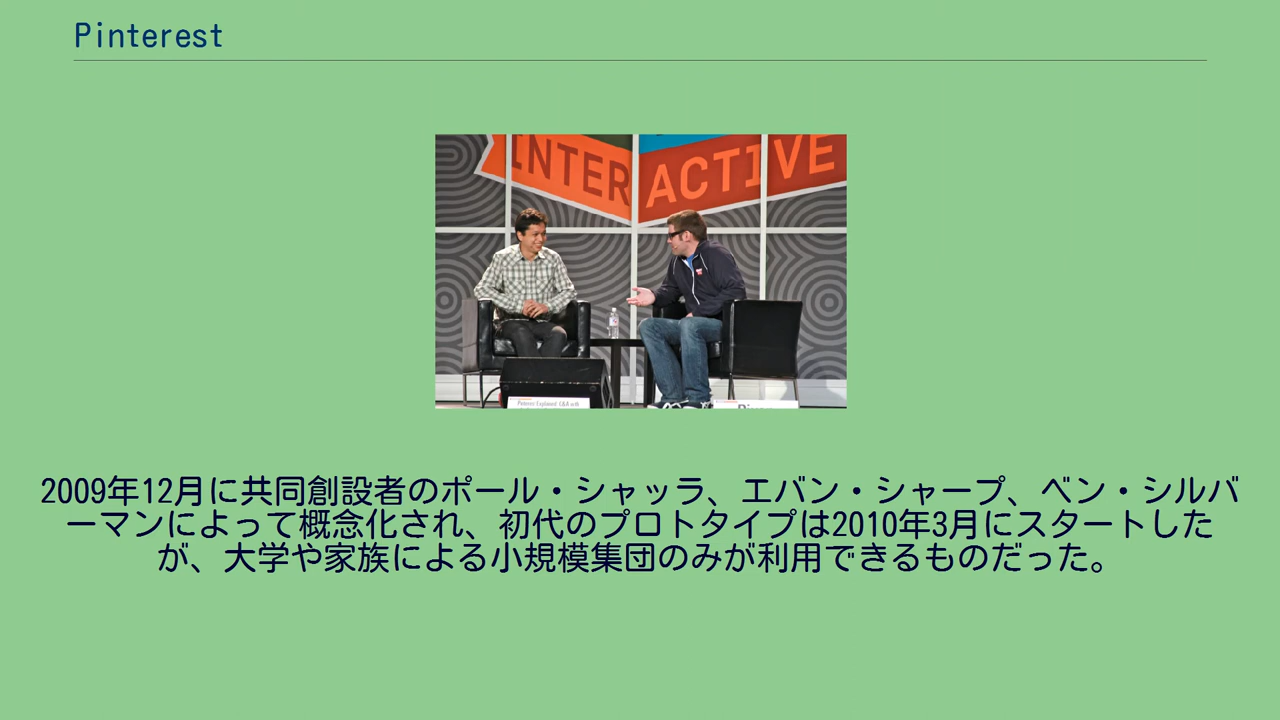 Pinterest
INTERACTIVE
Pinterest Explained: Q&A with
2009年12月に共同創設者のポール・シャッラ、エバン・シャープ、ベン・シルバ
ーマンによって概念化され、初代のプロトタイプは2010年3月にスタートした
が、大学や家族による小規模集団のみが利用できるものだった。